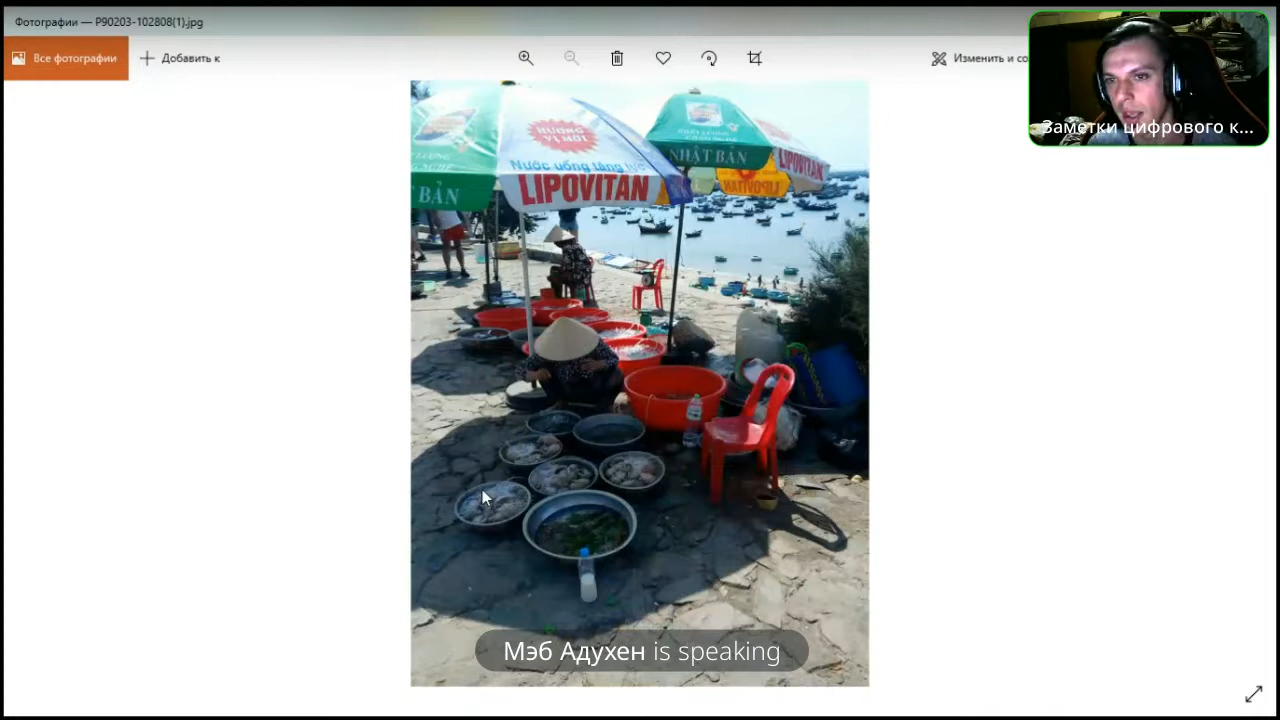 Фотографии — P90203-102808(1).jpg
Все фотографии
Добавить к
Изменить и со
Заметки цифрового к...
HƯƠNG
VỊ MỚI
Nước uống tăng lực
LIPOVITAN
BẢN
NHẬT BẢN
LIPOVITAN
LIPOVITAN
Мэб Адухен is speaking